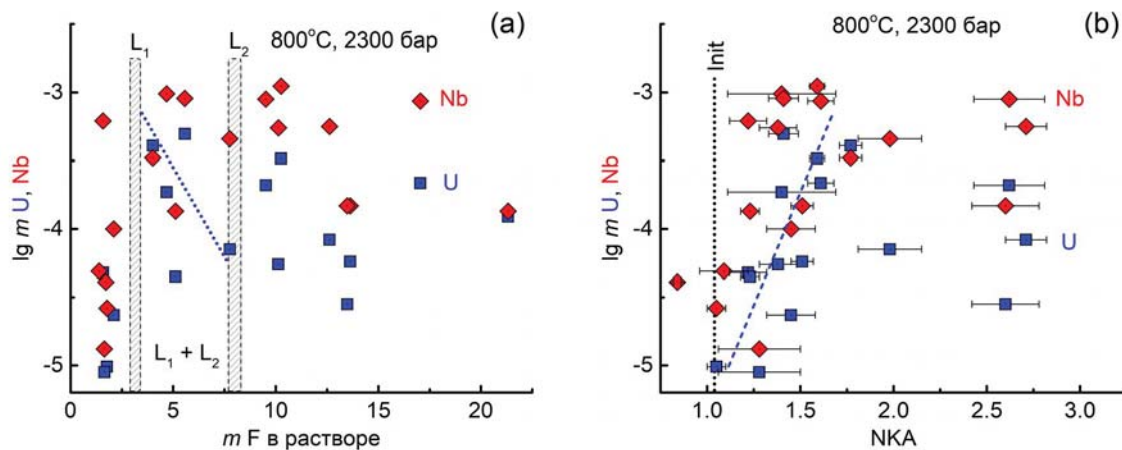 (a)
800°C, 2300 бар
L₁
L₂
-3
-4
-5
lg m U, Nb
Nb
U
L₁ + L₂
0
5
10
15
20
m F в растворе
(b)
800°C, 2300 бар
Init
-3
-4
-5
lg m U, Nb
Nb
U
1.0
1.5
2.0
2.5
3.0
NKA